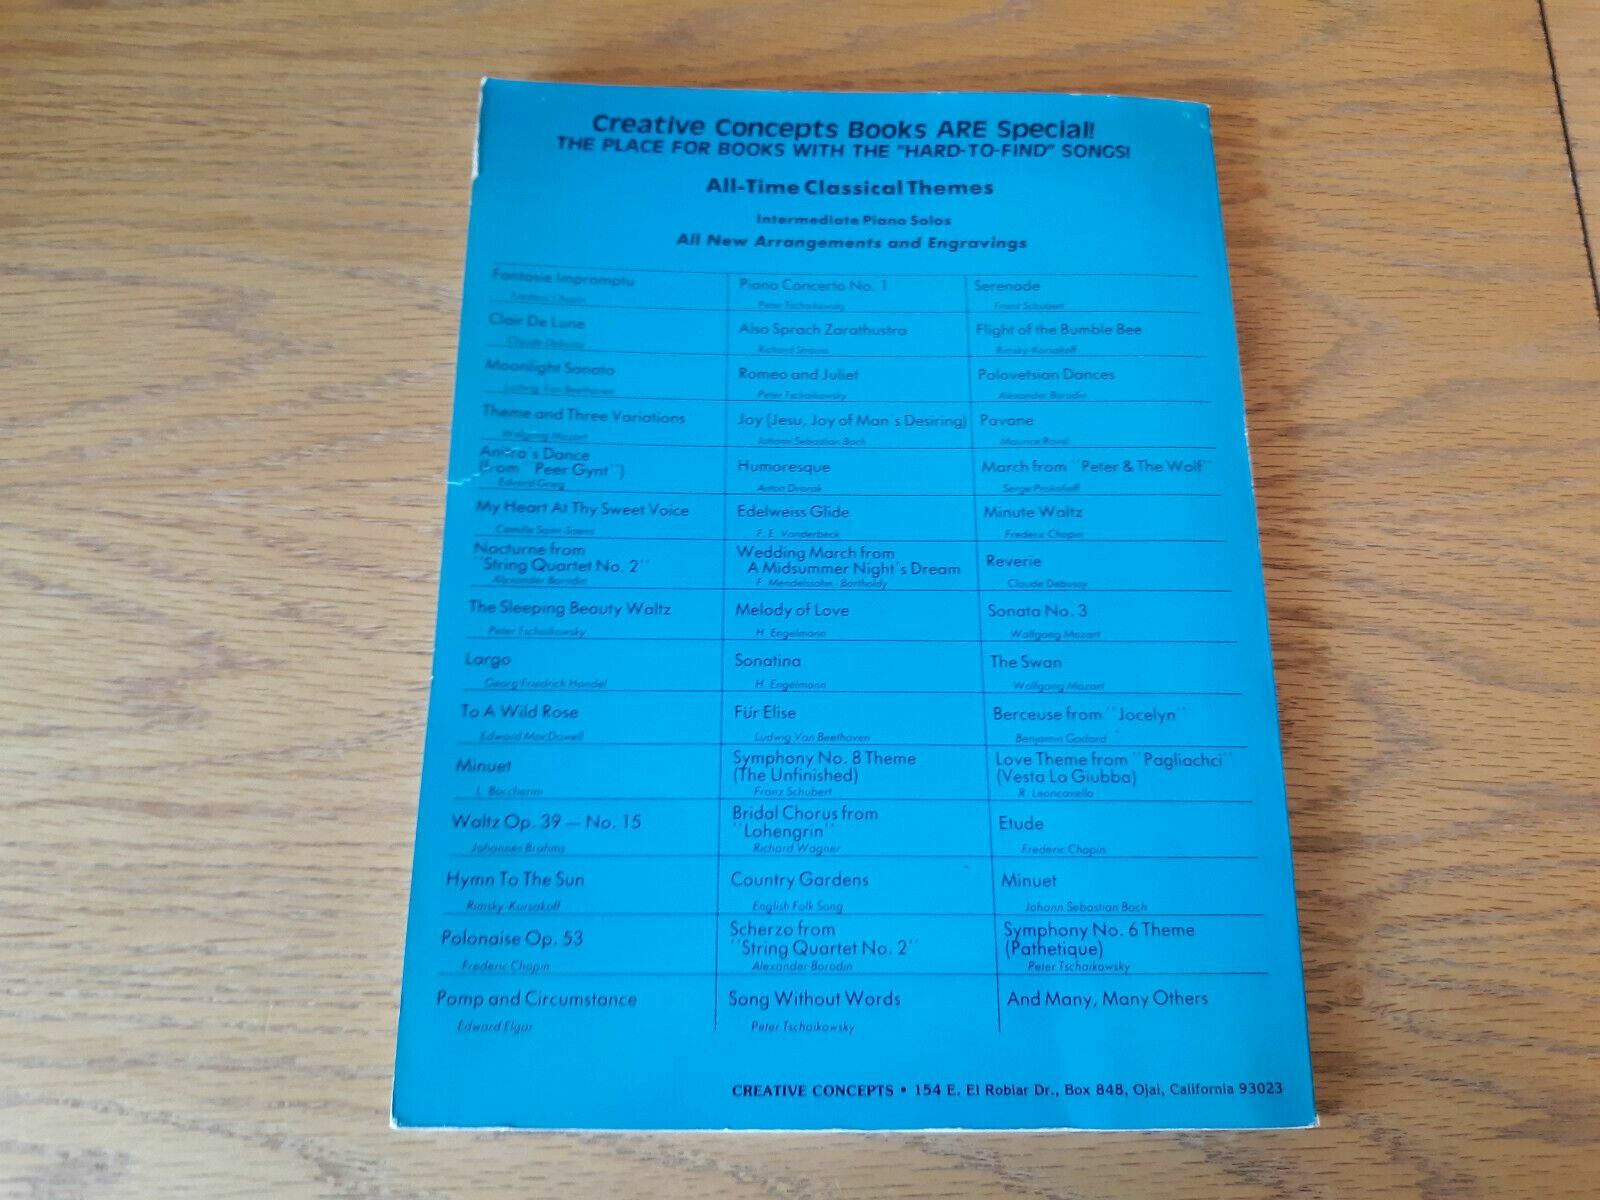 Creative Concepts Books ARE Special!
THE PLACE FOR BOOKS WITH THE "HARD-TO-FIND" SONGS!
All-Time Classical Themes
Intermediate Piano Solos
All New Arrangements and Engravings
Fantasie Impromptu
Frederic Chopin
Clair De Lune
Claude Debussy
Moonlight Sonata
Ludwig Van Beethoven
Theme and Three Variations
Wolfgang Mozart
Anitra's Dance
(from "Peer Gynt")
Edvard Grieg
My Heart At Thy Sweet Voice
Camille Saint-Saens
Nocturne from
"String Quartet No. 2"
Alexander Borodin
The Sleeping Beauty Waltz
Peter Tschaikowsky
Largo
Georg Friedrich Handel
To A Wild Rose
Edward MacDowell
Minuet
L. Boccherini
Waltz Op. 39 — No. 15
Johannes Brahms
Hymn To The Sun
Rimsky-Korsakoff
Polonaise Op. 53
Frederic Chopin
Pomp and Circumstance
Edward Elgar
Piano Concerto No. 1
Peter Tschaikowsky
Also Sprach Zarathustra
Richard Strauss
Romeo and Juliet
Peter Tschaikowsky
Joy (Jesu, Joy of Man's Desiring)
Johann Sebastian Bach
Humoresque
Anton Dvorak
Edelweiss Glide
F. E. Vanderbeck
Wedding March from
A Midsummer Night's Dream
F. Mendelssohn-Bartholdy
Melody of Love
H. Engelmann
Sonatina
H. Engelmann
Für Elise
Ludwig Van Beethoven
Symphony No. 8 Theme
(The Unfinished)
Franz Schubert
Bridal Chorus from
"Lohengrin"
Richard Wagner
Country Gardens
English Folk Song
Scherzo from
"String Quartet No. 2"
Alexander Borodin
Song Without Words
Peter Tschaikowsky
Serenade
Franz Schubert
Flight of the Bumble Bee
Rimsky-Korsakoff
Polovetsian Dances
Alexander Borodin
Pavane
Maurice Ravel
March from "Peter & The Wolf"
Serge Prokofieff
Minute Waltz
Frederic Chopin
Reverie
Claude Debussy
Sonata No. 3
Wolfgang Mozart
The Swan
Wolfgang Mozart
Berceuse from "Jocelyn"
Benjamin Godard
Love Theme from "Pagliachci"
(Vesta La Giubba)
R. Leoncavello
Etude
Frederic Chopin
Minuet
Johann Sebastian Bach
Symphony No. 6 Theme
(Pathetique)
Peter Tschaikowsky
And Many, Many Others
CREATIVE CONCEPTS • 154 E. El Roblar Dr., Box 848, Ojai, California 93023